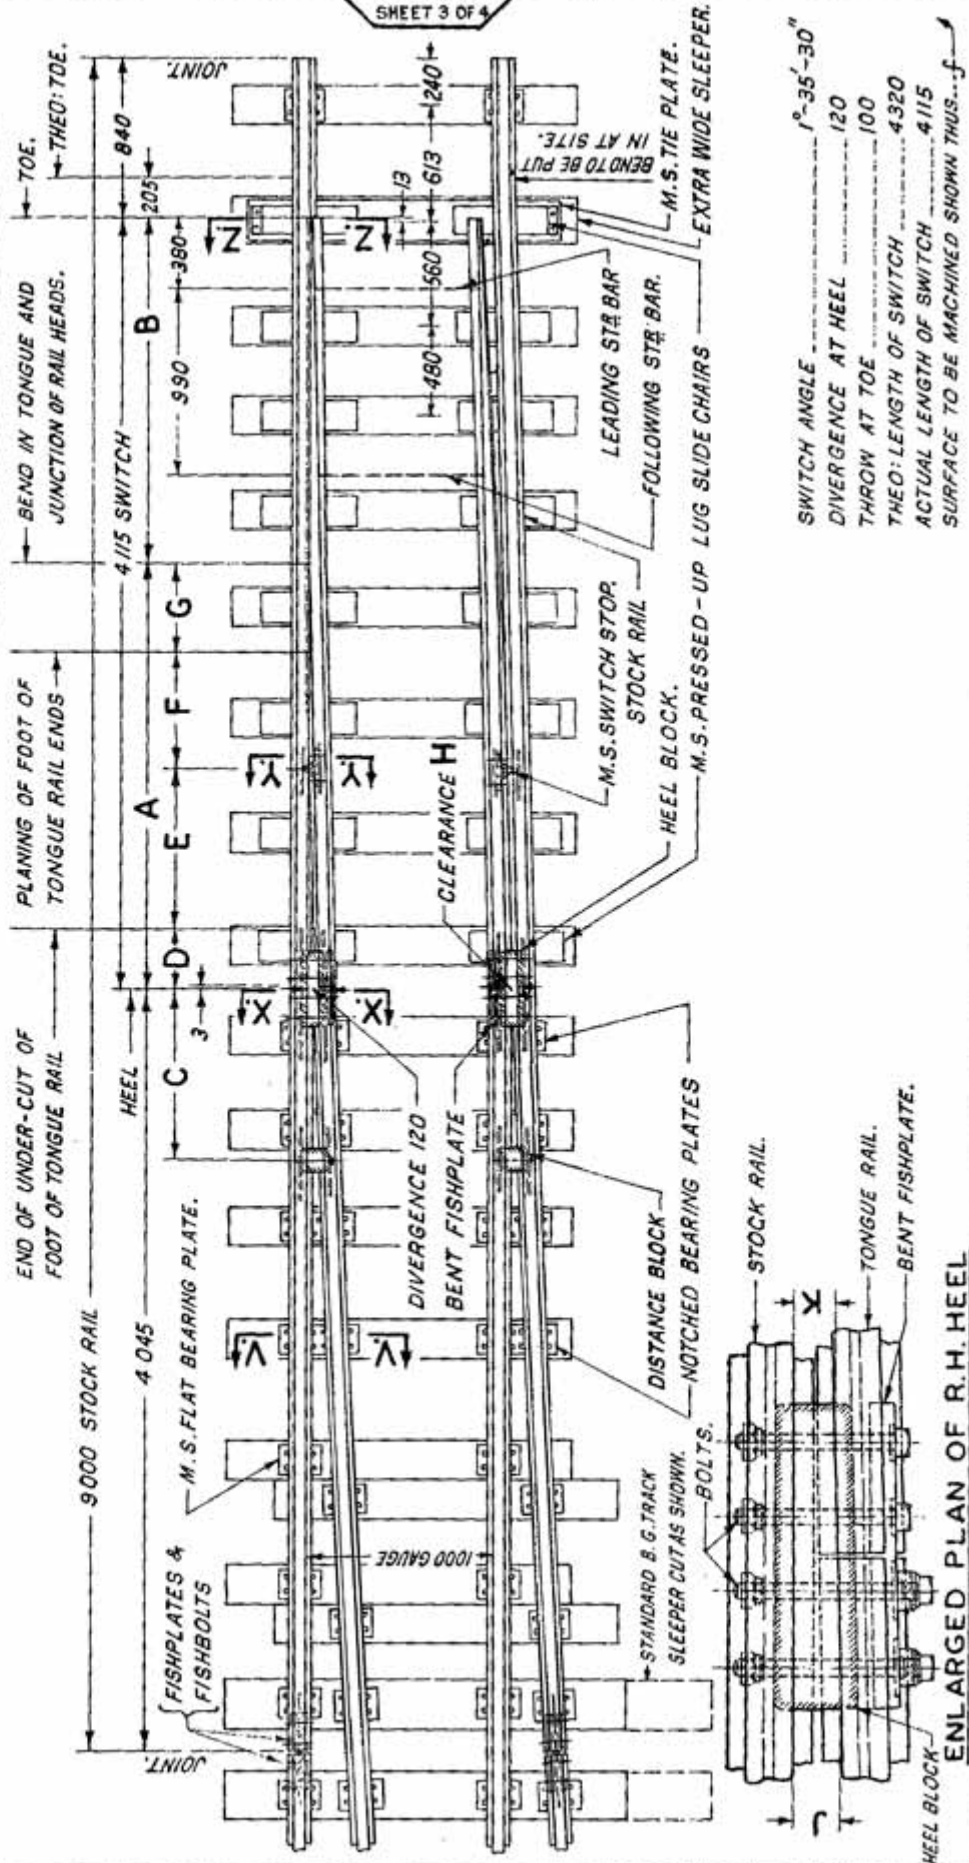 SHEET 3 OF 4
TOE.
THEO: TOE.
BEND IN TONGUE AND
JUNCTION OF RAIL HEADS.
PLANING OF FOOT OF
TONGUE RAIL ENDS
END OF UNDER-CUT OF
FOOT OF TONGUE RAIL
HEEL
9000 STOCK RAIL
4115 SWITCH
840
205
JOINT.
4 045
A
B
C
D
E
F
G
3
380
990
M.S. FLAT BEARING PLATE.
FISHPLATES &
FISHBOLTS
JOINT.
Z.
Z.
Y.
Y.
X.
X.
V.
V.
13
240
613
560
480
BEND TO BE PUT
IN AT SITE.
1000 GAUGE
M.S. TIE PLATE.
EXTRA WIDE SLEEPER.
LEADING STR. BAR
FOLLOWING STR. BAR.
M.S. SWITCH STOP.
STOCK RAIL
HEEL BLOCK.
M.S. PRESSED-UP LUG SLIDE CHAIRS
CLEARANCE H
DIVERGENCE 120
BENT FISHPLATE
DISTANCE BLOCK
NOTCHED BEARING PLATES
STANDARD B.G. TRACK
SLEEPER CUT AS SHOWN.
BOLTS.
STOCK RAIL.
TONGUE RAIL.
BENT FISHPLATE.
HEEL BLOCK
J
K
ENLARGED PLAN OF R.H. HEEL
SWITCH ANGLE 1°-35'-30"
DIVERGENCE AT HEEL 120
THROW AT TOE 100
THEO: LENGTH OF SWITCH 4320
ACTUAL LENGTH OF SWITCH 4115
SURFACE TO BE MACHINED SHOWN THUS...f